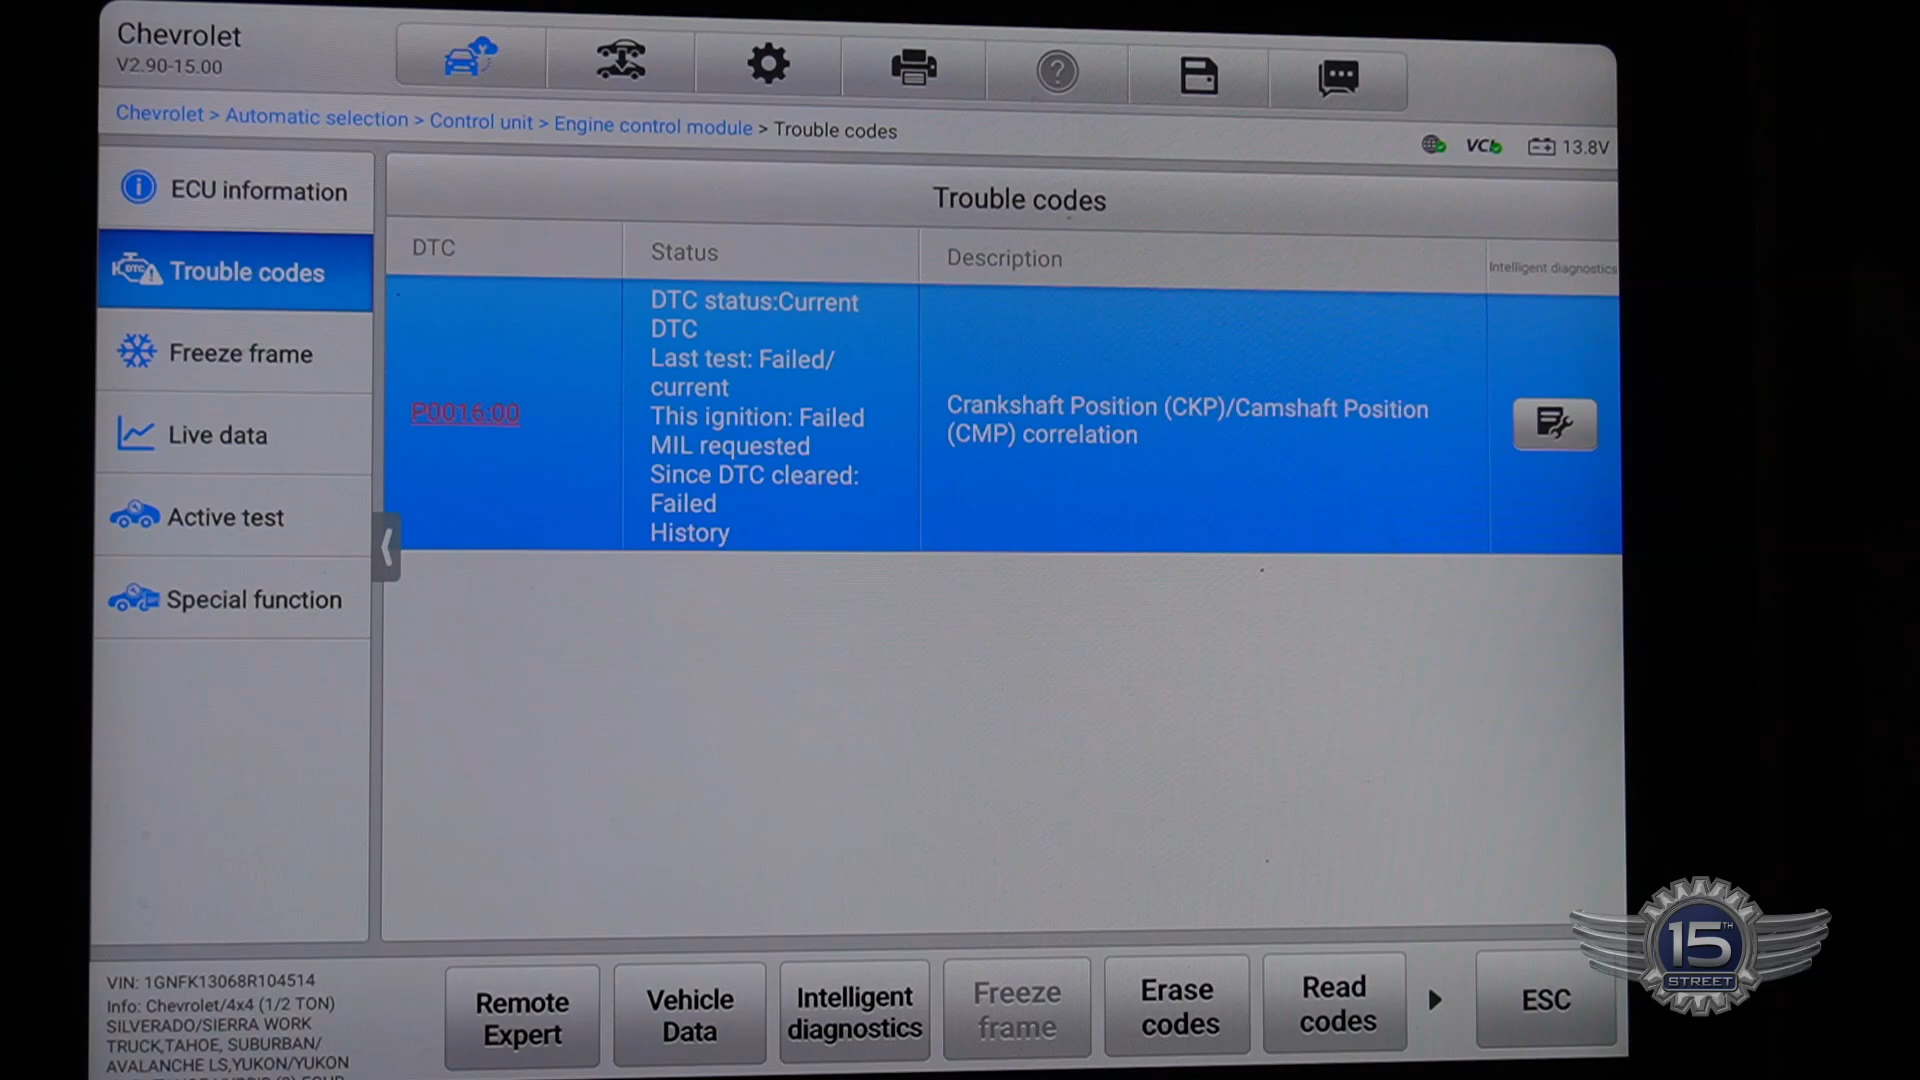 Chevrolet
V2.90-15.00
Chevrolet > Automatic selection > Control unit > Engine control module > Trouble codes
VCI
13.8V
ECU information
Trouble codes
Freeze frame
Live data
Active test
Special function
Trouble codes
DTC
Status
Description
Intelligent diagnostics
P0016:00
DTC status:Current
DTC
Last test: Failed/
current
This ignition: Failed
MIL requested
Since DTC cleared:
Failed
History
Crankshaft Position (CKP)/Camshaft Position
(CMP) correlation
VIN: 1GNFK13068R104514
Info: Chevrolet/4x4 (1/2 TON)
SILVERADO/SIERRA WORK
TRUCK,TAHOE, SUBURBAN/
AVALANCHE LS,YUKON/YUKON
Remote
Expert
Vehicle
Data
Intelligent
diagnostics
Freeze
frame
Erase
codes
Read
codes
ESC
15TH
STREET